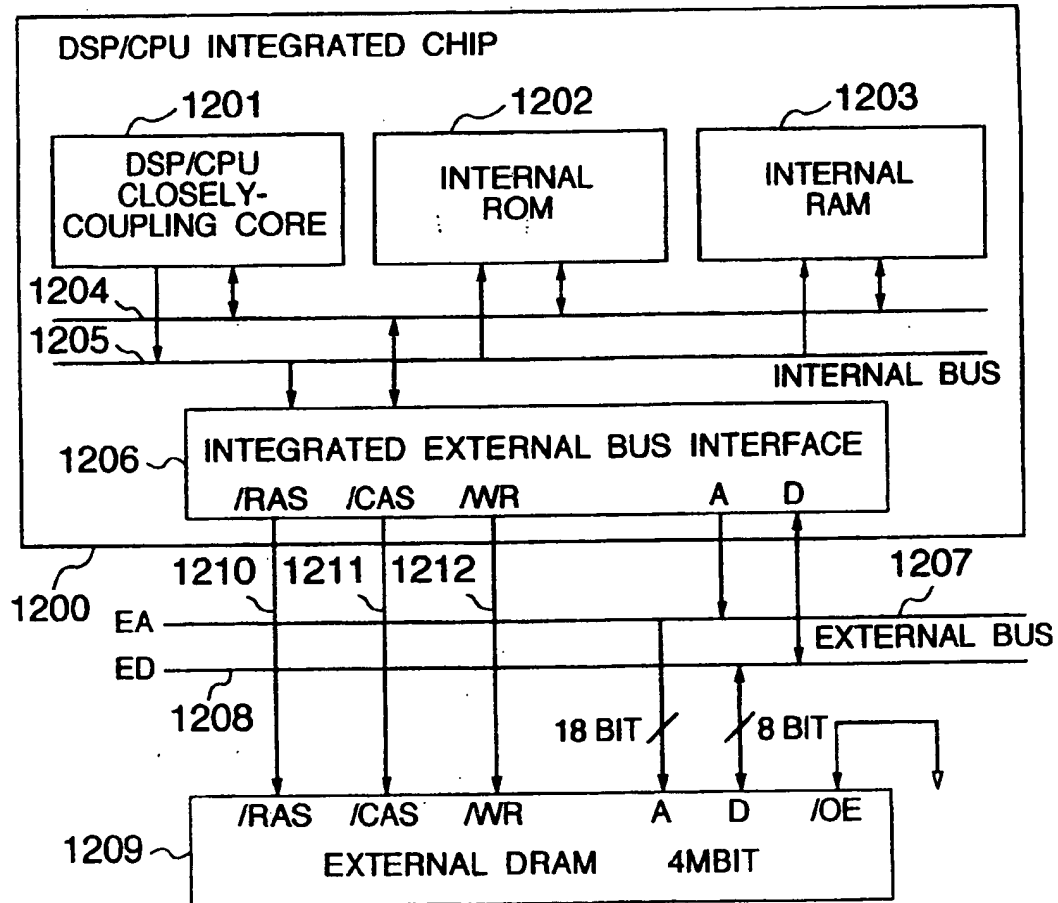 DSP/CPU INTEGRATED CHIP
1201
1202
1203
DSP/CPU
CLOSELY-
COUPLING CORE
INTERNAL
ROM
INTERNAL
RAM
1204
1205
INTERNAL BUS
1206
INTEGRATED EXTERNAL BUS INTERFACE
/RAS /CAS /WR A D
1210 1211 1212
1207
1200
EA
EXTERNAL BUS
ED
1208
18 BIT
8 BIT
/RAS /CAS /WR A D /OE
1209
EXTERNAL DRAM 4MBIT